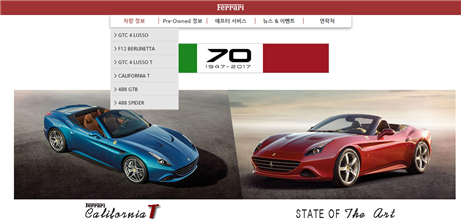 Ferrari
차량 정보
Pre-Owned 정보
애프터 서비스
뉴스 & 이벤트
연락처
> GTC 4 LUSSO
> F12 BERLINETTA
> GTC 4 LUSSO T
> CALIFORNIA T
> 488 GTB
> 488 SPIDER
70
1947-2017
Ferrari
California T
STATE OF The Art